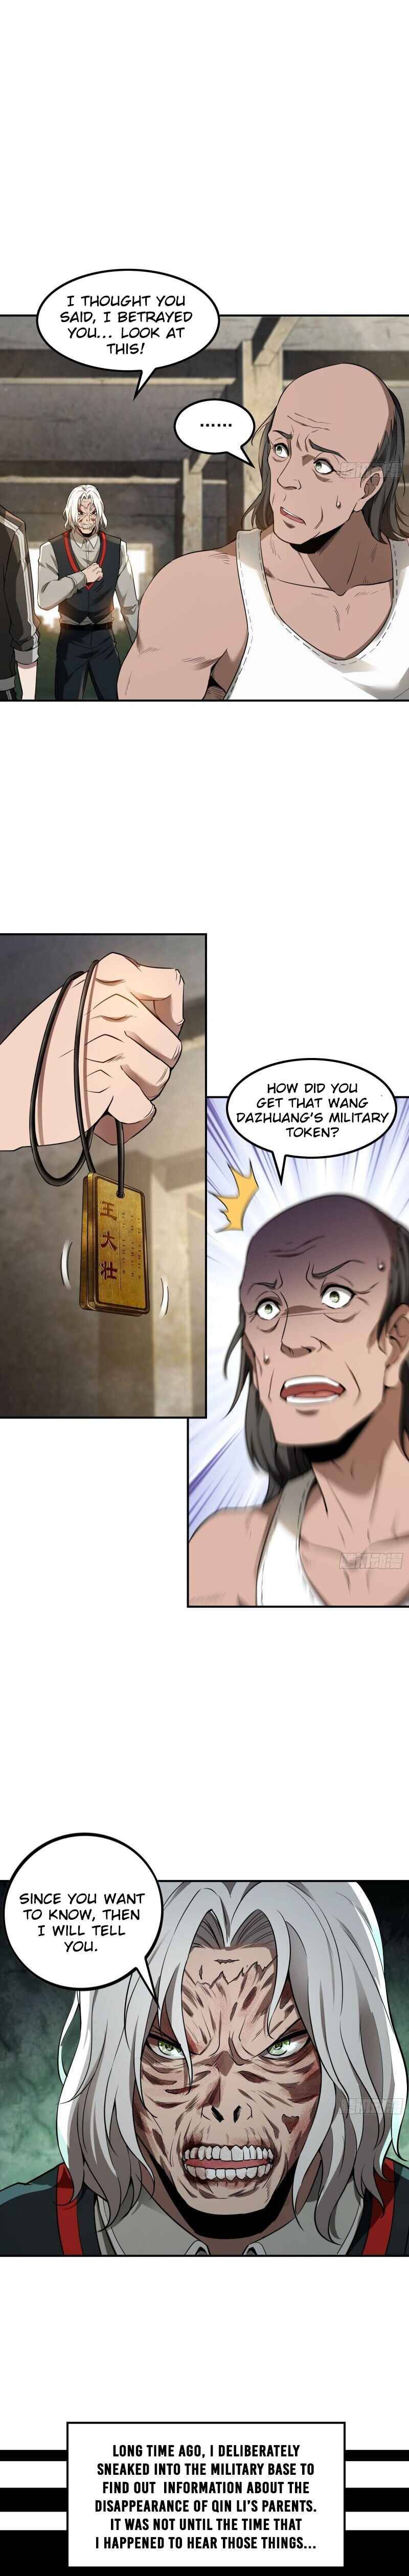 I THOUGHT YOU
SAID, I BETRAYED
YOU... LOOK AT
THIS!
......
HOW DID YOU
GET THAT WANG
DAZHUANG'S MILITARY
TOKEN?
王
大
壮
SINCE YOU WANT
TO KNOW, THEN
I WILL TELL
YOU.
LONG TIME AGO, I DELIBERATELY
SNEAKED INTO THE MILITARY BASE TO
FIND OUT INFORMATION ABOUT THE
DISAPPEARANCE OF QIN LI'S PARENTS.
IT WAS NOT UNTIL THE TIME THAT
I HAPPENED TO HEAR THOSE THINGS...